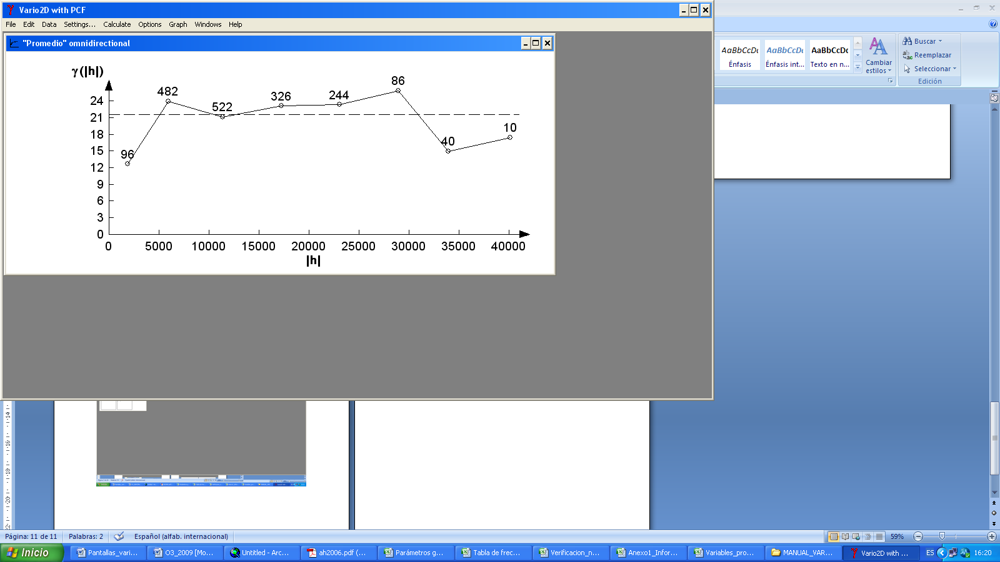 Vario2D with PCF
File Edit Data Settings... Calculate Options Graph Windows Help
"Promedio" omnidirectional
γ(|h|)
24
21
18
15
12
9
6
3
0
96
482
522
326
244
86
40
10
0 5000 10000 15000 20000 25000 30000 35000 40000
|h|
AaBbCcDc AaBbCcDc AaBbCcDc
Énfasis Énfasis int... Texto en n...
Cambiar
estilos
Buscar
Reemplazar
Seleccionar
Edición
Página: 11 de 11 Palabras: 2 Español (alfab. internacional) 59%
Inicio Pantallas_vari... O3_2009 [Mo... Untitled - Arc... ah2006.pdf (... Parámetros g... Tabla de frec... Verificacion_n... Anexo1_Infor... Variables_pro... MANUAL_VAR... Vario2D with ... ES 16:20